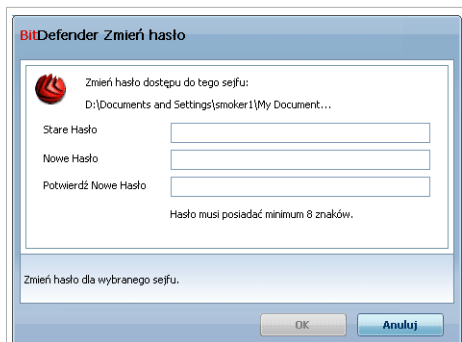 BitDefender Zmień hasło
Zmień hasło dostępu do tego sejfu:
D:\Documents and Settings\smoker1\My Document...
Stare Hasło
Nowe Hasło
Potwierdź Nowe Hasło
Hasło musi posiadać minimum 8 znaków.
Zmień hasło dla wybranego sejfu.
OK
Anuluj